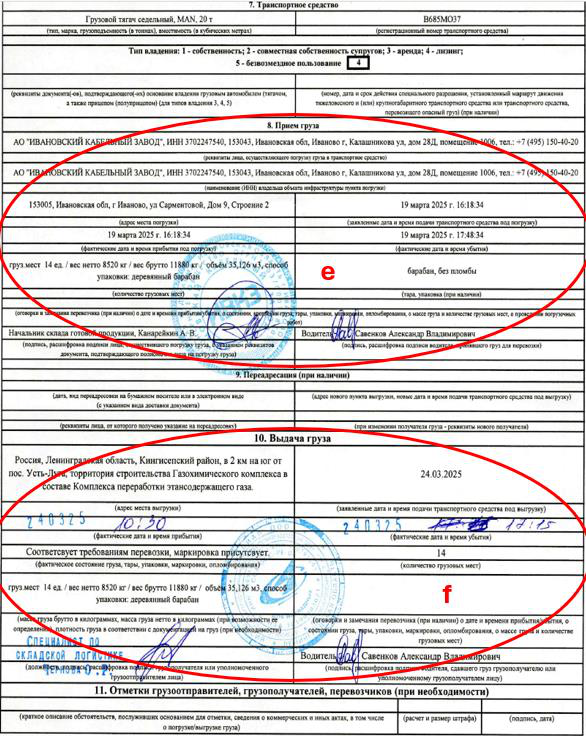 7. Транспортное средство
Грузовой тягач седельный, MAN, 20 т
В685МО37
(тип, марка, грузоподъемность (в тоннах), вместимость (в кубических метрах)
(регистрационный номер транспортного средства)
Тип владения: 1 - собственность; 2 - совместная собственность супругов; 3 - аренда; 4 - лизинг;
5 - безвозмездное пользование 4
(реквизиты документа(-ов), подтверждающего(-их) основание владения грузовым автомобилем (тягачом,
а также прицепом (полуприцепом) (для типов владения 3, 4, 5)
(номер, дата и срок действия специального разрешения, установленный маршрут движения
тяжеловесного и (или) крупногабаритного транспортного средства или транспортного средства,
перевозящего опасный груз) (при наличии)
8. Прием груза
АО "ИВАНОВСКИЙ КАБЕЛЬНЫЙ ЗАВОД", ИНН 3702247540, 153043, Ивановская обл, Иваново г, Калашникова ул, дом 28Д, помещение 1006, тел.: +7 (495) 150-40-20
(реквизиты лица, осуществляющего погрузку груза в транспортное средство)
АО "ИВАНОВСКИЙ КАБЕЛЬНЫЙ ЗАВОД", ИНН 3702247540, 153043, Ивановская обл, Иваново г, Калашникова ул, дом 28Д, помещение 1006, тел.: +7 (495) 150-40-20
(наименование (ИНН) владельца объекта инфраструктуры пункта погрузки)
153005, Ивановская обл, г Иваново, ул Сарментовой, Дом 9, Строение 2
19 марта 2025 г. 16:18:34
(адрес места погрузки)
(заявленные дата и время подачи транспортного средства под погрузку)
19 марта 2025 г. 16:18:34
19 марта 2025 г. 17:48:34
(фактические дата и время прибытия под погрузку)
(фактические дата и время убытия)
груз.мест 14 ед. / вес нетто 8520 кг / вес брутто 11880 кг / объём 35,126 м3, способ
упаковки: деревянный барабан
e
барабан, без пломбы
(количество грузовых мест)
(тара, упаковка (при наличии)
(оговорки и замечания перевозчика (при наличии) о дате и времени прибытия/убытия, о состоянии, креплении груза, тары, упаковки, маркировки, опломбирования, о массе груза и количестве грузовых мест, о проведении погрузочных
работ)
Начальник склада готовой продукции, Канарейкин А. В.
Водитель Савенков Александр Владимирович
(подпись, расшифровка подписи лица, осуществившего погрузку груза, с указанием реквизитов
документа, подтверждающего полномочия лица на погрузку груза)
(подпись, расшифровка подписи водителя, принявшего груз для перевозки)
9. Переадресация (при наличии)
(дата, вид переадресации на бумажном носителе или в электронном виде
(с указанием вида доставки документа)
(адрес нового пункта выгрузки, новые дата и время подачи транспортного средства под выгрузку)
(реквизиты лица, от которого получено указание на переадресовку)
(при изменении получателя груза - реквизиты нового получателя)
10. Выдача груза
Россия, Ленинградская область, Кингисепский район, в 2 км на юг от
пос. Усть-Луга, территория строительства Газохимического комплекса в
составе Комплекса переработки этансодержащего газа.
24.03.2025
(адрес места выгрузки)
(заявленные дата и время подачи транспортного средства под выгрузку)
240325 10:30
240325 17:15
(фактические дата и время прибытия)
(фактические дата и время убытия)
Соответсвует требованиям перевозки, маркировка присутсвует.
14
(фактическое состояние груза, тары, упаковки, маркировки, опломбирования)
(количество грузовых мест)
груз.мест 14 ед. / вес нетто 8520 кг / вес брутто 11880 кг / объём 35,126 м3, способ
упаковки: деревянный барабан
f
(масса груза брутто в килограммах, масса груза нетто в килограммах (при возможности ее
определения), плотность груза в соответствии с документацией на груз (при необходимости)
(оговорки и замечания перевозчика (при наличии) о дате и времени прибытия/убытия, о
состоянии груза, тары, упаковки, маркировки, опломбирования, о массе груза и количестве
грузовых мест)
Специалист по
складской логистике
Водитель Савенков Александр Владимирович
(должность, подпись, расшифровка подписи грузополучателя или уполномоченного
грузоотправителем лица)
(подпись, расшифровка подписи водителя, сдавшего груз грузополучателю или
уполномоченному грузополучателем лицу)
11. Отметки грузоотправителей, грузополучателей, перевозчиков (при необходимости)
(краткое описание обстоятельств, послуживших основанием для отметки, сведения о коммерческих и иных актах, в том числе
о погрузке/выгрузке груза)
(расчет и размер штрафа)
(подпись, дата)